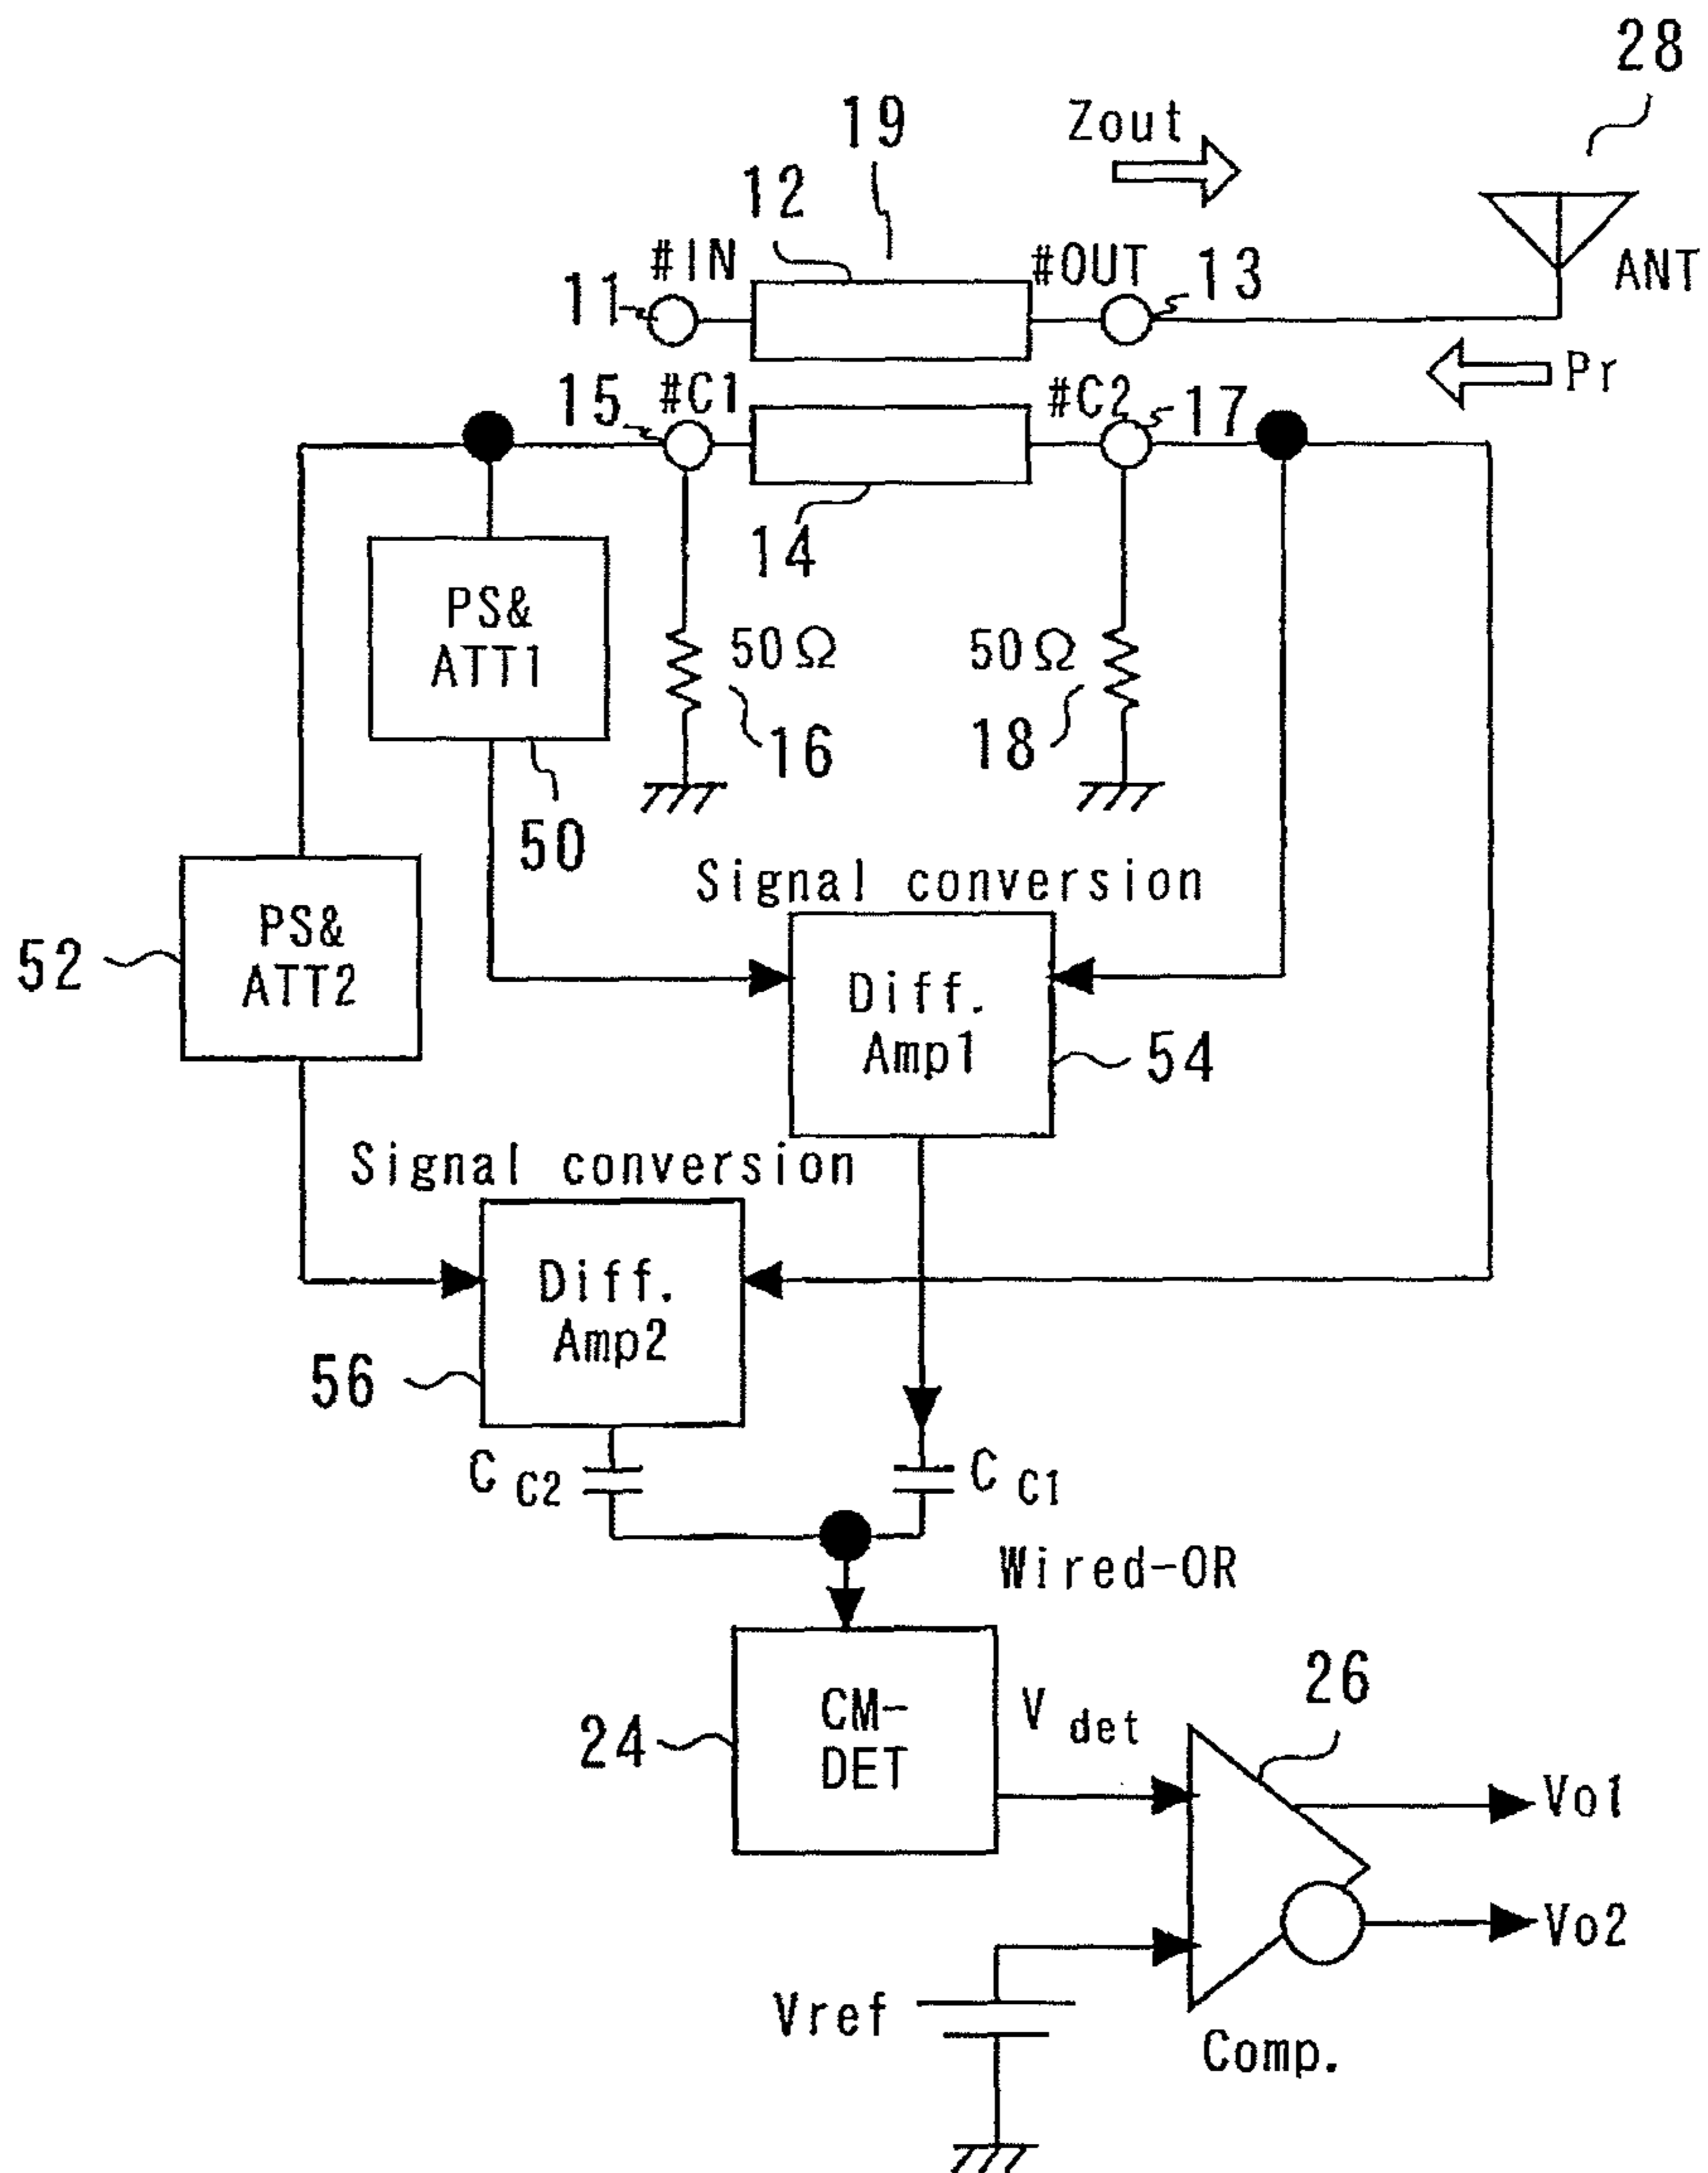 28
Zout
19
12
#IN
#OUT
13
11
ANT
Pr
15
#C1
#C2
17
14
PS&
ATT1
50Ω
50Ω
16
18
50
Signal conversion
PS&
ATT2
52
Diff.
Amp1
54
Signal conversion
Diff.
Amp2
56
C C2
C C1
Wired-OR
CM-
DET
24
V det
26
Vo1
Vo2
Vref
Comp.